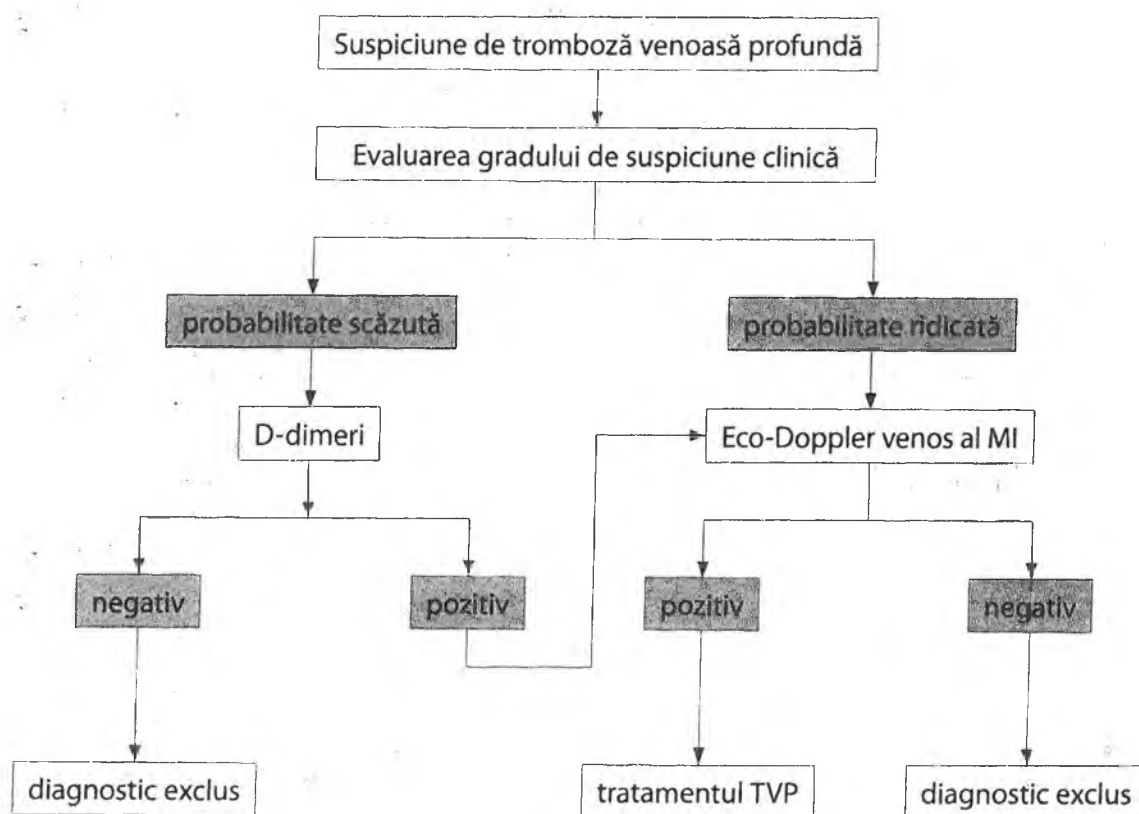 Suspiciune de tromboză venoasă profundă
Evaluarea gradului de suspiciune clinică
probabilitate scăzută
probabilitate ridicată
D-dimeri
Eco-Doppler venos al MI
negativ
pozitiv
pozitiv
negativ
diagnostic exclus
tratamentul TVP
diagnostic exclus